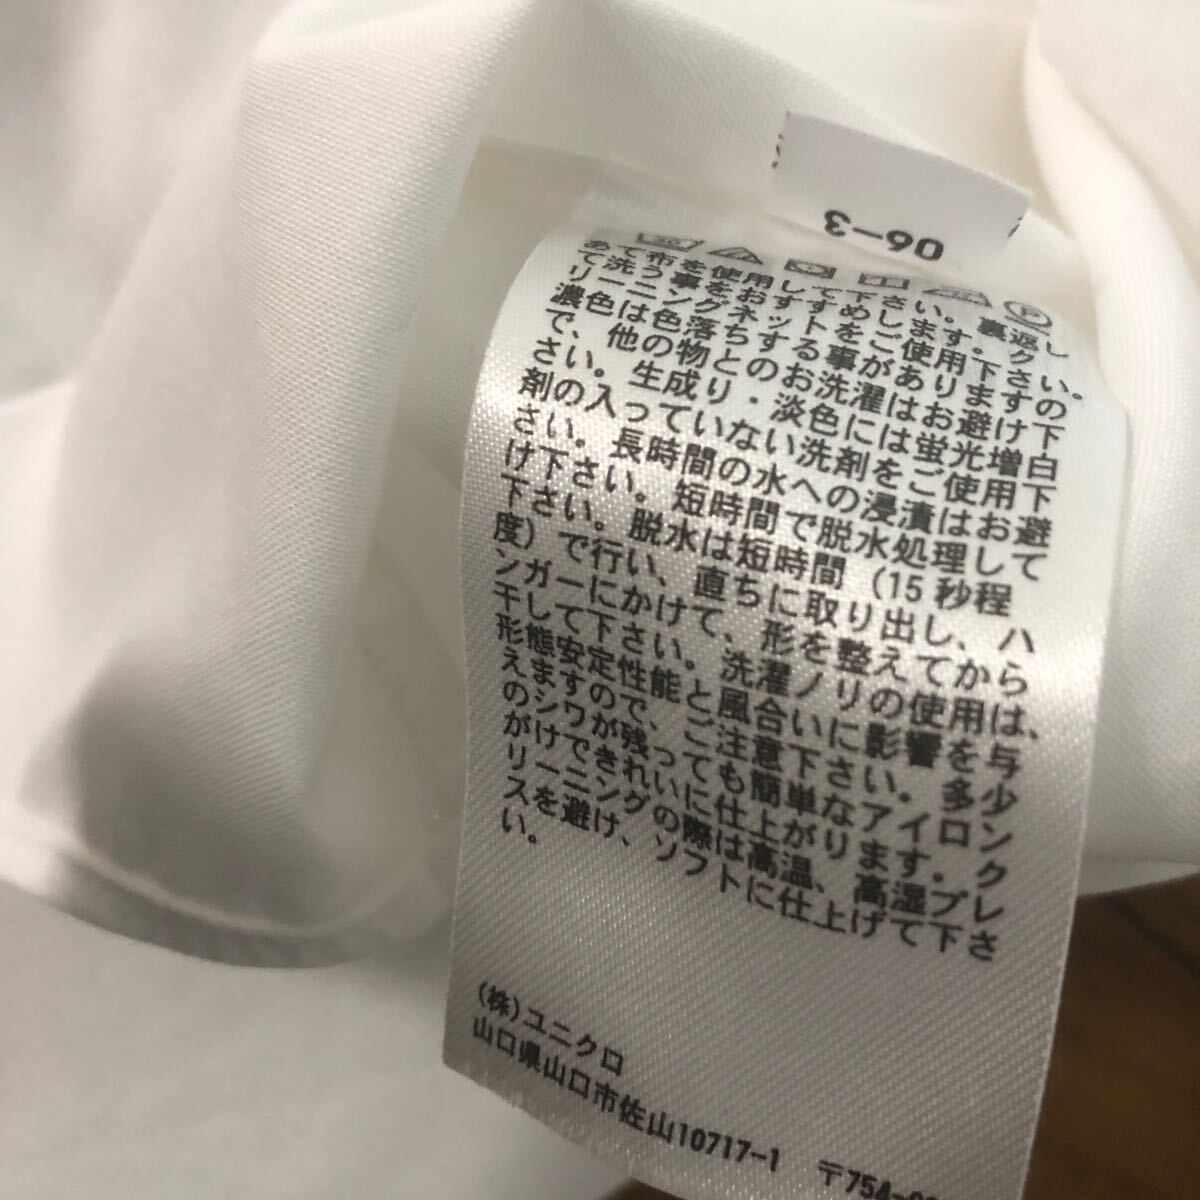 06-3
あて布を使用して下さい。裏返し
て洗う事をおすすめします。ク
リーニングネットをご使用下さい。
濃色は色落ちする事がありますの
で、他の物とのお洗濯はお避け下
さい。生成り・淡色には蛍光増白
剤の入っていない洗剤をご使用下
さい。長時間の水への浸漬はお避
け下さい。短時間で脱水処理して
下さい。脱水は短時間(15秒程
度)で行い、直ちに取り出し、ハ
ンガーにかけて、形を整えてから
干して下さい。洗濯ノリの使用は、
形態安定性能と風合いに影響を与
えますので、ご注意下さい。多少
のシワが残っても簡単なアイロン
がけできれいに仕上がります。ク
リーニングの際は高温、高湿プレ
スを避け、ソフトに仕上げて下さ
い。
(株)ユニクロ
山口県山口市佐山10717-1 〒754-0